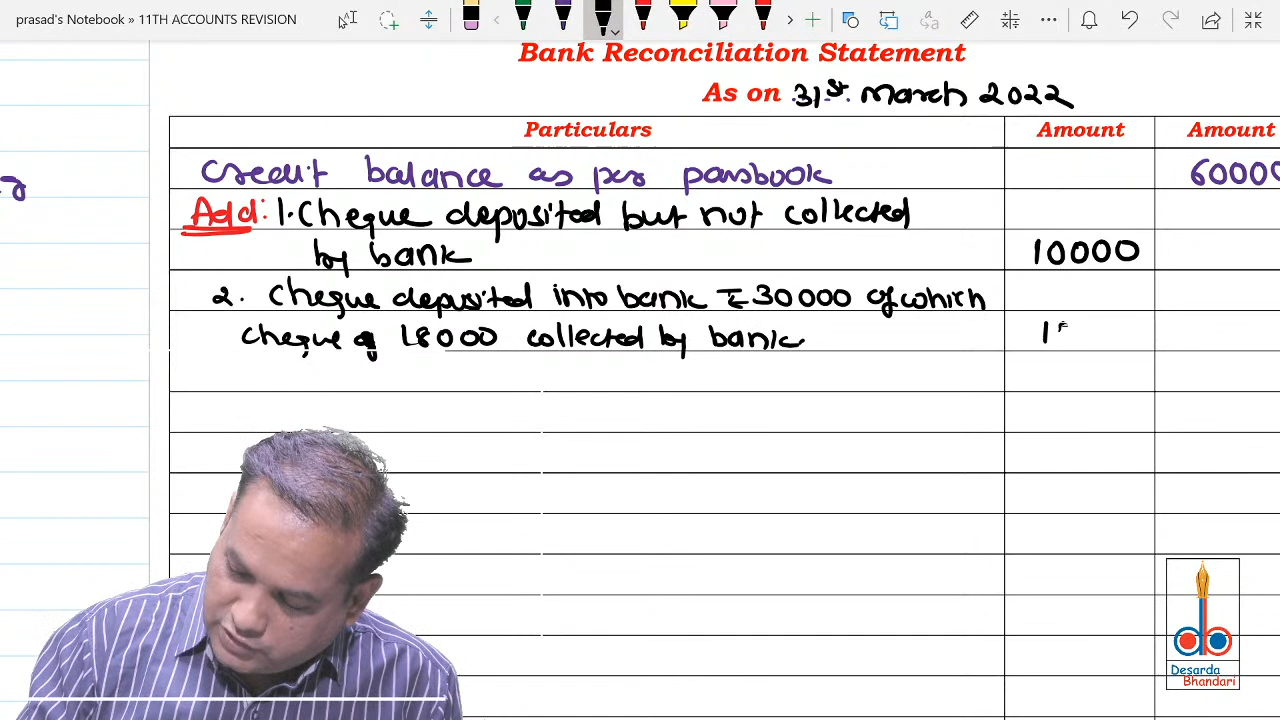 prasad's Notebook » 11TH ACCOUNTS REVISION
Bank Reconciliation Statement
As on 31st March 2022
Particulars Amount Amount
Credit balance as per passbook 60000
Add: 1. Cheque deposited but not collected
by bank 10000
2. Cheque deposited into bank ₹30000 of which
cheque of 18000 collected by bank 1
Desarda
Bhandari